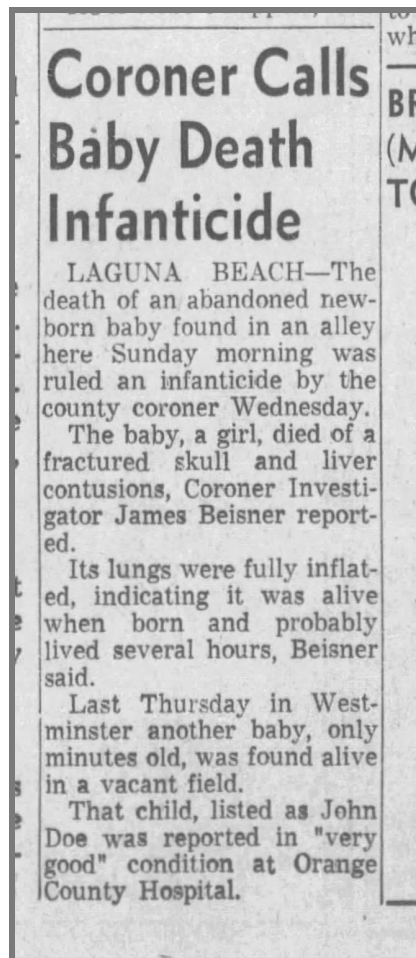 Coroner Calls
Baby Death
Infanticide
LAGUNA BEACH—The
death of an abandoned new-
born baby found in an alley
here Sunday morning was
ruled an infanticide by the
county coroner Wednesday.
The baby, a girl, died of a
fractured skull and liver
contusions, Coroner Investi-
gator James Beisner report-
ed.
Its lungs were fully inflat-
ed, indicating it was alive
when born and probably
lived several hours, Beisner
said.
Last Thursday in West-
minster another baby, only
minutes old, was found alive
in a vacant field.
That child, listed as John
Doe was reported in "very
good" condition at Orange
County Hospital.